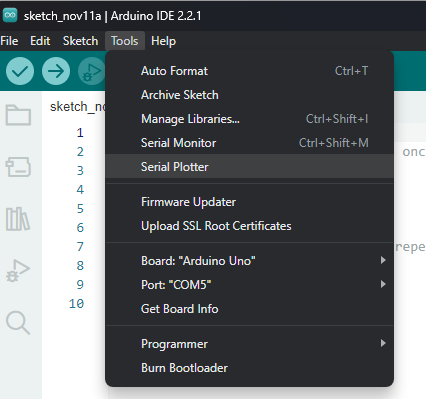 sketch_nov11a | Arduino IDE 2.2.1
File Edit Sketch Tools Help
Auto Format Ctrl+T
Archive Sketch
Manage Libraries... Ctrl+Shift+I
Serial Monitor Ctrl+Shift+M
Serial Plotter
Firmware Updater
Upload SSL Root Certificates
Board: "Arduino Uno"
Port: "COM5"
Get Board Info
Programmer
Burn Bootloader
sketch_no
1
2 onc
3
4
5
6
7 repe
8
9
10